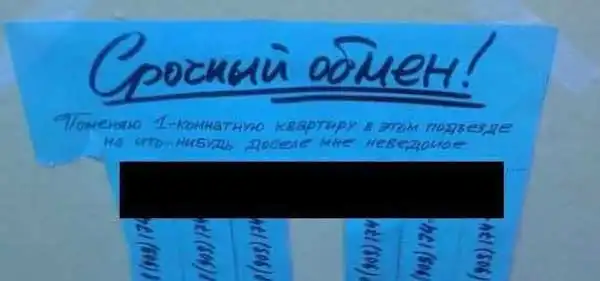 Срочный обмен!
Поменяю 1-комнатную квартиру в этом подъезде
на что-нибудь доселе мне неведомое